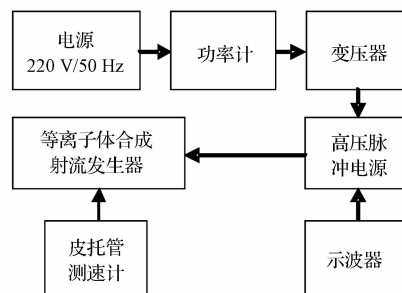 电源
220 V/50 Hz
功率计
变压器
等离子体合成
射流发生器
高压脉
冲电源
皮托管
测速计
示波器